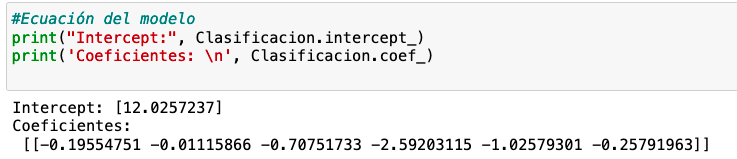 #Ecuación del modelo
print("Intercept:", Clasificacion.intercept_)
print('Coeficientes: \n', Clasificacion.coef_)
Intercept: [12.0257237]
Coeficientes:
[[-0.19554751 -0.01115866 -0.70751733 -2.59203115 -1.02579301 -0.25791963]]